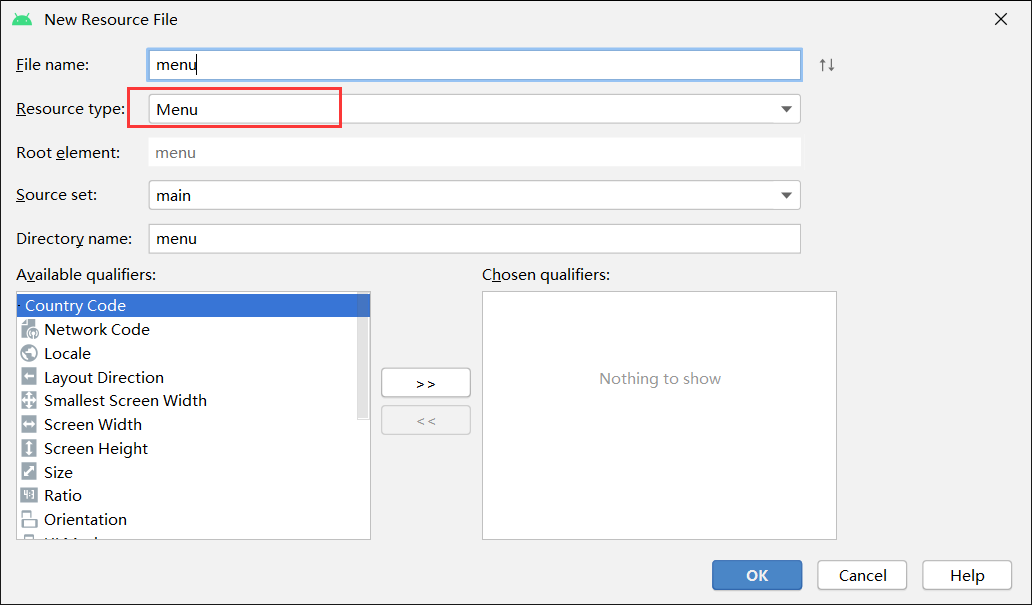 New Resource File
File name: menu
Resource type: Menu
Root element: menu
Source set: main
Directory name: menu
Available qualifiers:
Chosen qualifiers:
Country Code
Network Code
Locale
Layout Direction
Smallest Screen Width
Screen Width
Screen Height
Size
Ratio
Orientation
>>
<<
Nothing to show
OK Cancel Help